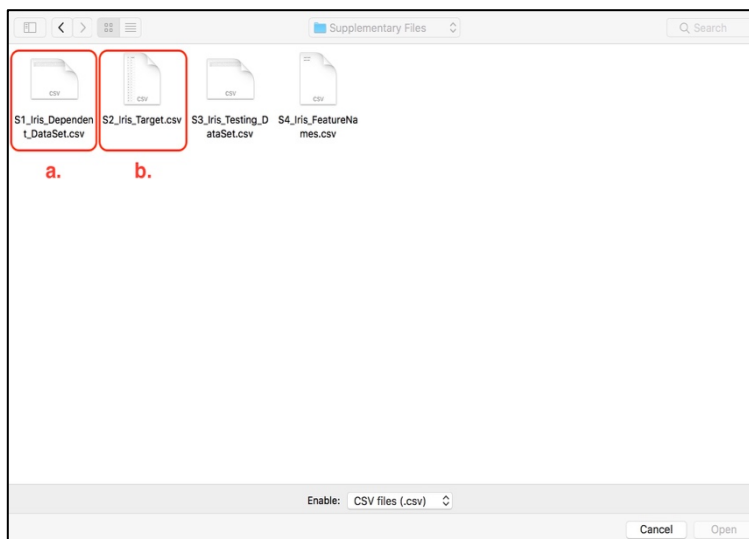 Supplementary Files
Search
CSV
CSV
CSV
CSV
S1_Iris_Dependen
t_DataSet.csv
S2_Iris_Target.csv
S3_Iris_Testing_D
ataSet.csv
S4_Iris_FeatureNa
mes.csv
a.
b.
Enable:
CSV files (.csv)
Cancel
Open